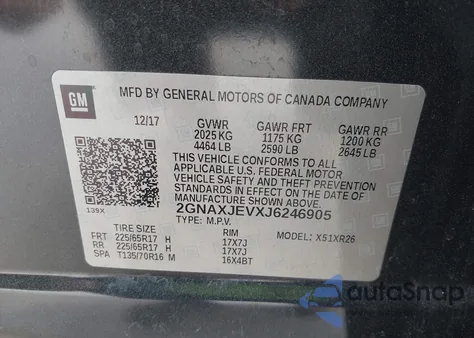 GM
MFD BY GENERAL MOTORS OF CANADA COMPANY
12/17 GVWR GAWR FRT GAWR RR
2025 KG 1175 KG 1200 KG
4464 LB 2590 LB 2645 LB
THIS VEHICLE CONFORMS TO ALL
APPLICABLE U.S. FEDERAL MOTOR
VEHICLE SAFETY AND THEFT
PREVENTION STANDARDS IN EFFECT
ON THE DATE OF MANUFACTURE
SHOWN ABOVE.
2GNAXJEVXJ6246905
139X TYPE: M.P.V. MODEL: X51XR26
TIRE SIZE RIM
FRT 225/65R17 H 17X7J
RR 225/65R17 H 17X7J
SPA T135/70R16 M 16X4BT
autoSnap